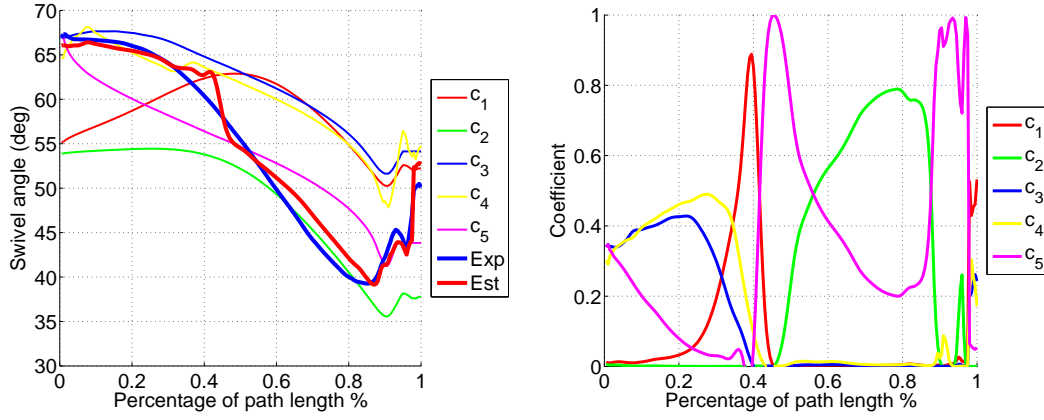 70
65
60
55
50
45
40
35
30
Swivel angle (deg)
0
0.2
0.4
0.6
0.8
1
Percentage of path length %
c1
c2
c3
c4
c5
Exp
Est
1
0.8
0.6
0.4
0.2
0
Coefficient
0
0.2
0.4
0.6
0.8
1
Percentage of path length %
c1
c2
c3
c4
c5